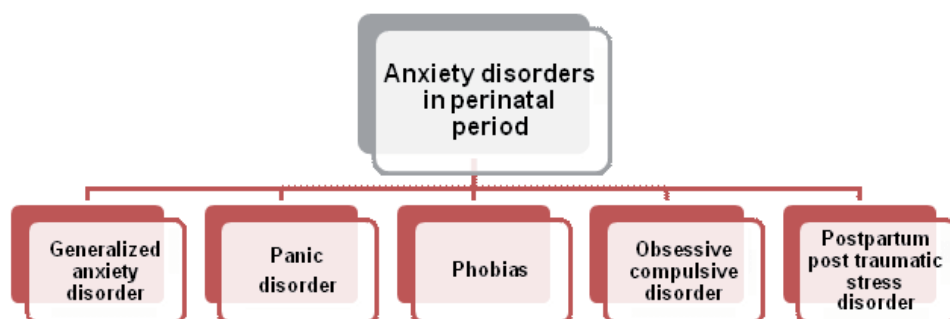 Anxiety disorders
in perinatal
period
Generalized
anxiety
disorder
Panic
disorder
Phobias
Obsessive
compulsive
disorder
Postpartum
post traumatic
stress
disorder